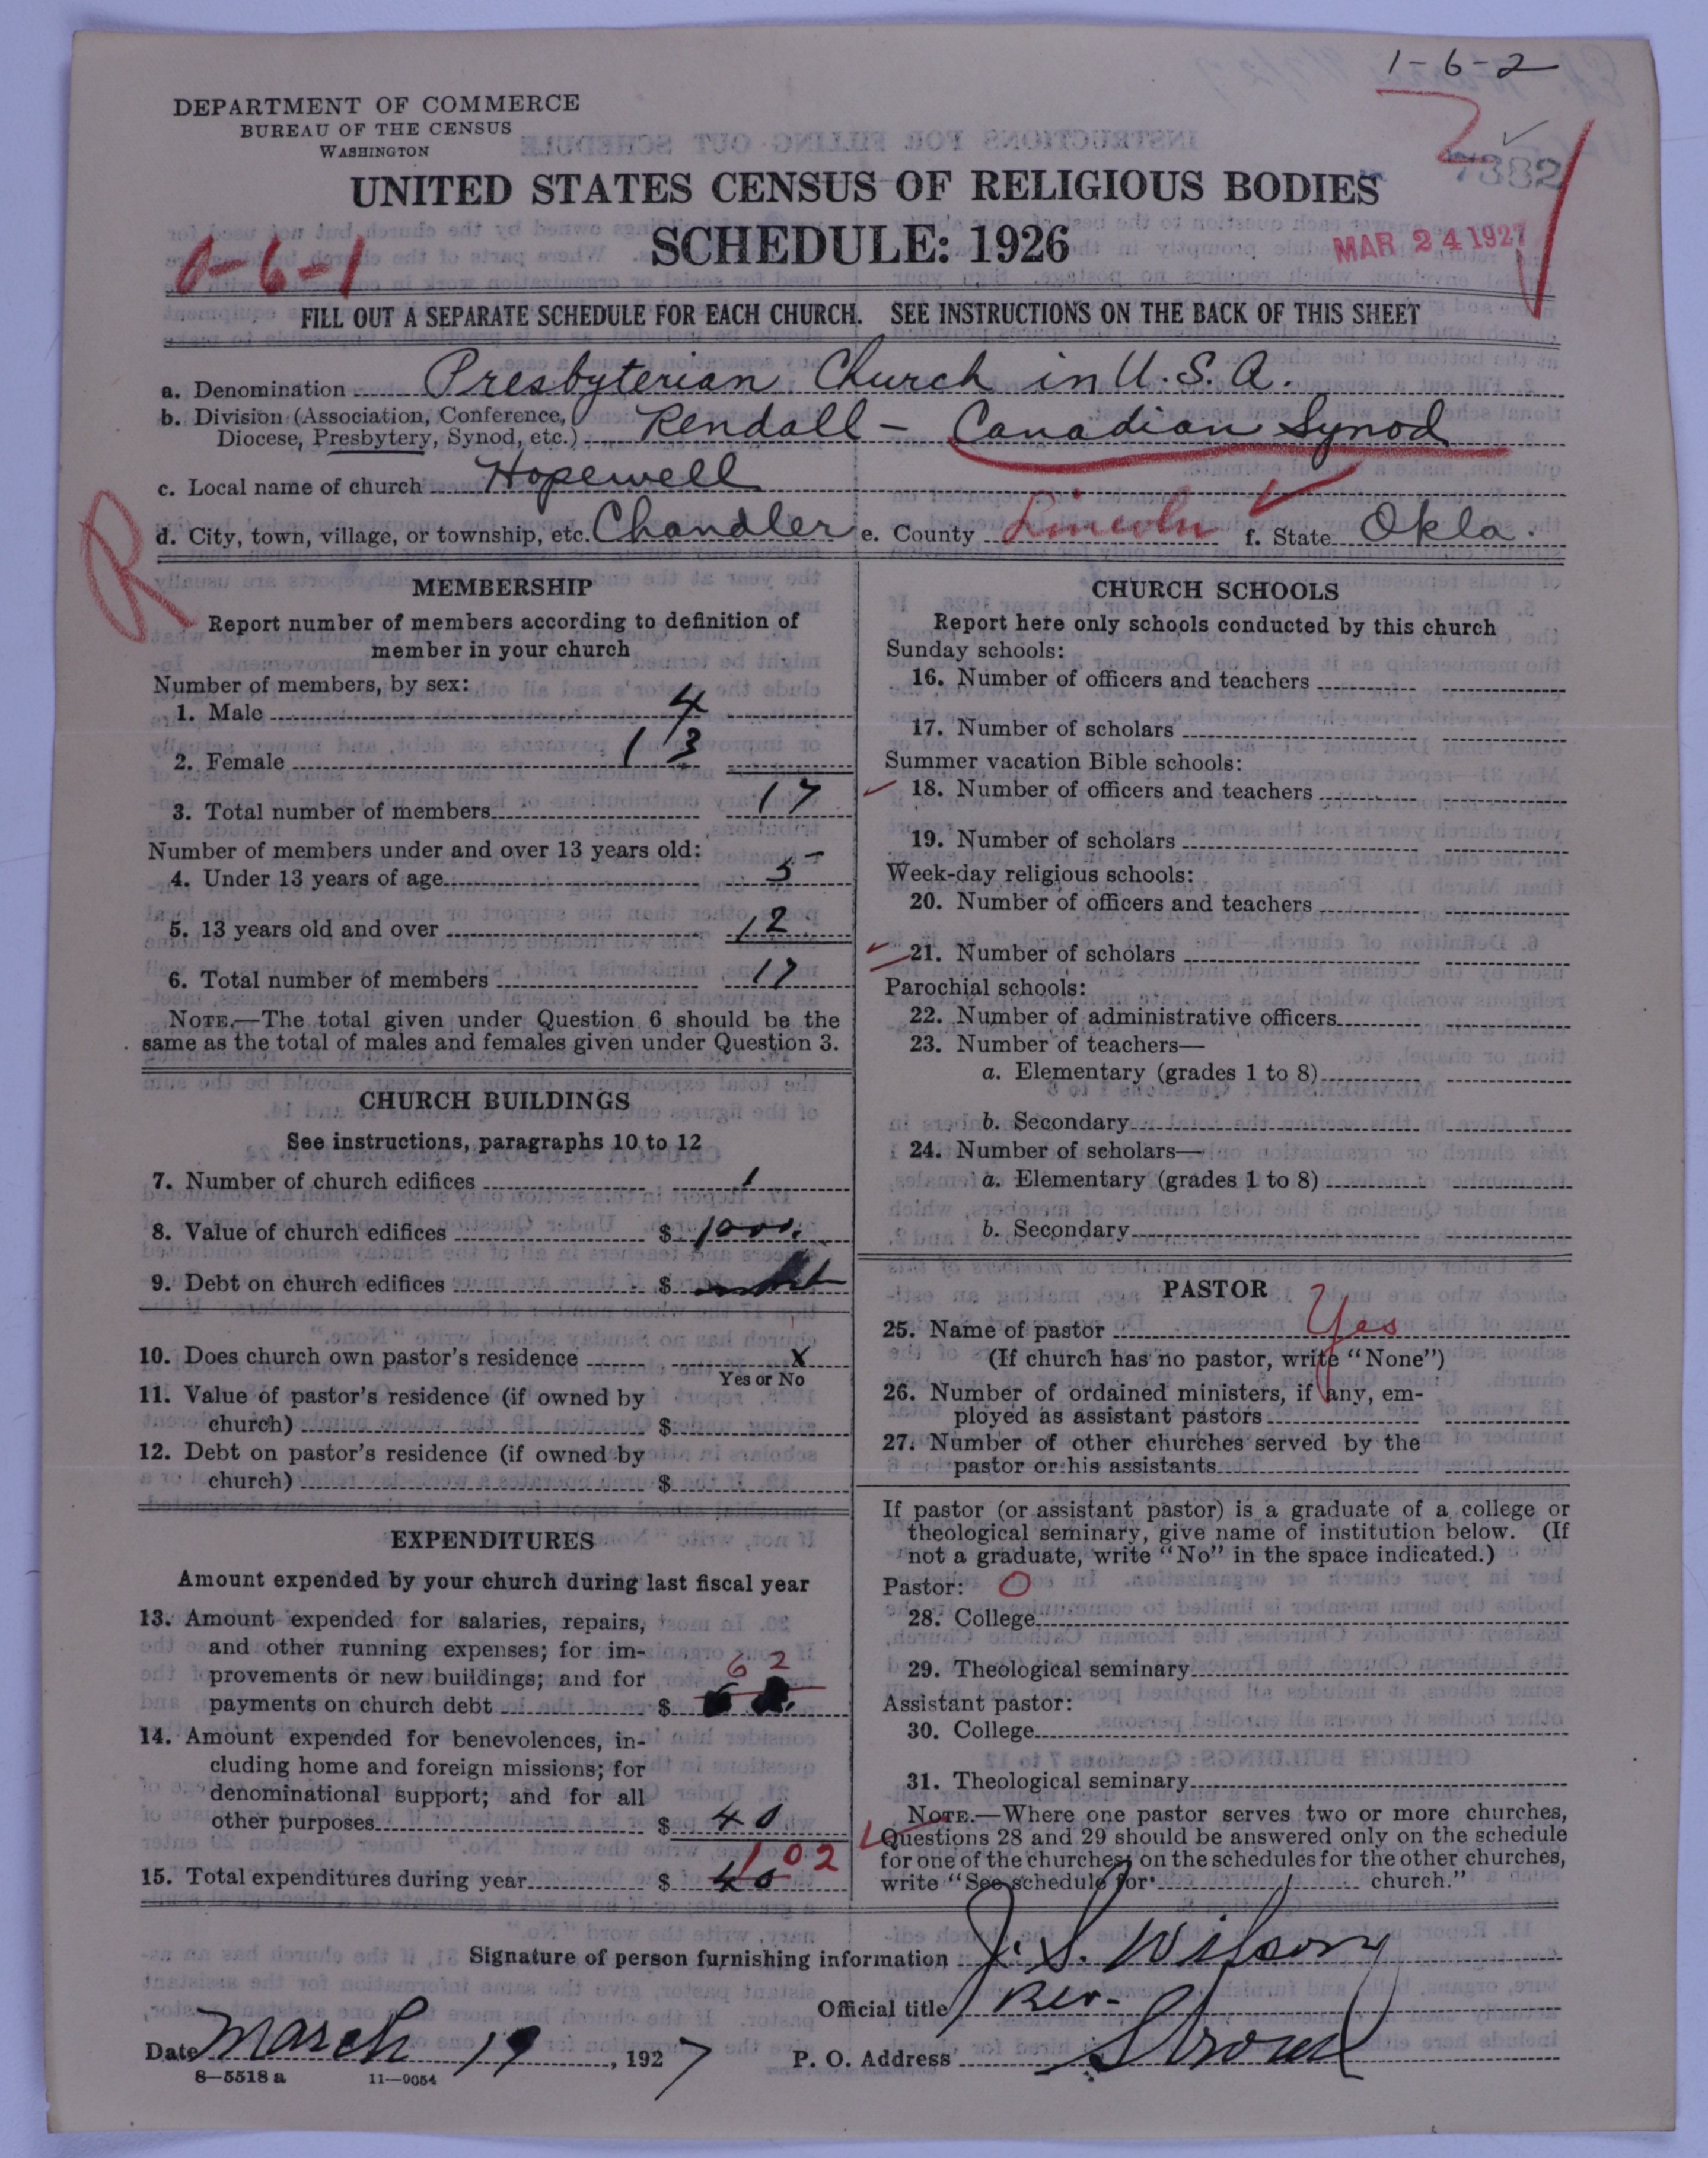 1-6-2
DEPARTMENT OF COMMERCE
BUREAU OF THE CENSUS
WASHINGTON
7382
UNITED STATES CENSUS OF RELIGIOUS BODIES
SCHEDULE: 1926
MAR 24 1927
0-6-1
FILL OUT A SEPARATE SCHEDULE FOR EACH CHURCH. SEE INSTRUCTIONS ON THE BACK OF THIS SHEET
a. Denomination Presbyterian Church in U.S.A.
b. Division (Association, Conference,
Diocese, Presbytery, Synod, etc.) Kendall - Canadian Synod
c. Local name of church Hopewell
R
d. City, town, village, or township, etc. Chandler e. County Lincoln f. State Okla.
MEMBERSHIP
Report number of members according to definition of
member in your church
Number of members, by sex:
1. Male 4
2. Female 13
3. Total number of members 17
Number of members under and over 13 years old:
4. Under 13 years of age 5
5. 13 years old and over 12
6. Total number of members 17
NOTE.—The total given under Question 6 should be the
same as the total of males and females given under Question 3.
CHURCH BUILDINGS
See instructions, paragraphs 10 to 12
7. Number of church edifices 1
8. Value of church edifices $ 1000.
9. Debt on church edifices $
10. Does church own pastor's residence x
Yes or No
11. Value of pastor's residence (if owned by
church) $
12. Debt on pastor's residence (if owned by
church) $
EXPENDITURES
Amount expended by your church during last fiscal year
13. Amount expended for salaries, repairs,
and other running expenses; for im-
provements or new buildings; and for
62
payments on church debt $
14. Amount expended for benevolences, in-
cluding home and foreign missions; for
denominational support; and for all
other purposes $ 40
102
15. Total expenditures during year $ 40
CHURCH SCHOOLS
Report here only schools conducted by this church
Sunday schools:
16. Number of officers and teachers
17. Number of scholars
Summer vacation Bible schools:
18. Number of officers and teachers
19. Number of scholars
Week-day religious schools:
20. Number of officers and teachers
21. Number of scholars
Parochial schools:
22. Number of administrative officers
23. Number of teachers—
a. Elementary (grades 1 to 8)
b. Secondary
24. Number of scholars—
a. Elementary (grades 1 to 8)
b. Secondary
PASTOR
25. Name of pastor Yes
(If church has no pastor, write "None")
26. Number of ordained ministers, if any, em-
ployed as assistant pastors
27. Number of other churches served by the
pastor or his assistants
If pastor (or assistant pastor) is a graduate of a college or
theological seminary, give name of institution below. (If
not a graduate, write "No" in the space indicated.)
Pastor: 0
28. College
29. Theological seminary
Assistant pastor:
30. College
31. Theological seminary
NOTE.—Where one pastor serves two or more churches,
Questions 28 and 29 should be answered only on the schedule
for one of the churches; on the schedules for the other churches,
write "See schedule for church."
Signature of person furnishing information J. S. Wilson
Official title Rev-
Date March 19, 1927 P. O. Address Stroud
8—5518 a 11—9054